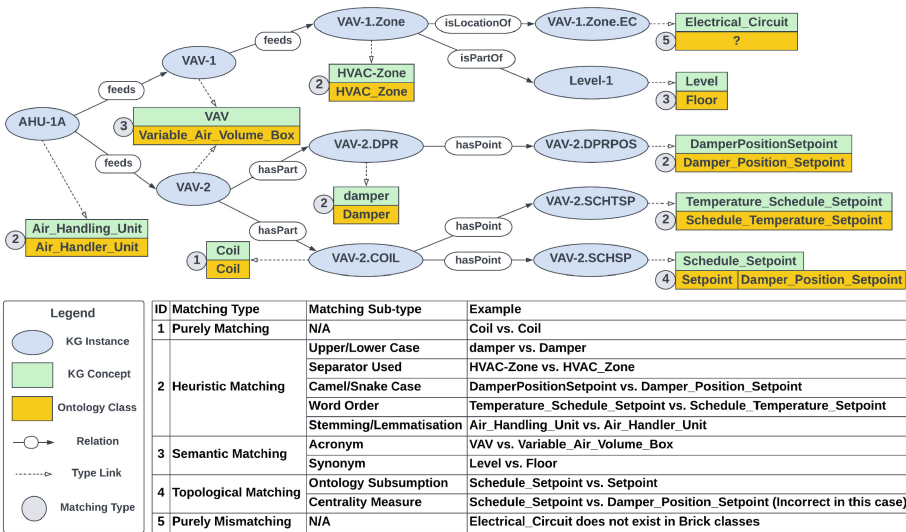 VAV-1.Zone
isLocationOf
VAV-1.Zone.EC
Electrical_Circuit
5
?
feeds
isPartOf
VAV-1
2
HVAC-Zone
HVAC_Zone
Level-1
Level
3
Floor
feeds
AHU-1A
3
VAV
Variable_Air_Volume_Box
VAV-2.DPR
hasPoint
VAV-2.DPRPOS
DamperPositionSetpoint
2
Damper_Position_Setpoint
feeds
hasPart
VAV-2
2
damper
Damper
VAV-2.SCHTSP
Temperature_Schedule_Setpoint
2
Schedule_Temperature_Setpoint
hasPoint
hasPart
2
Air_Handling_Unit
Air_Handler_Unit
1
Coil
Coil
VAV-2.COIL
hasPoint
VAV-2.SCHSP
Schedule_Setpoint
4
Setpoint Damper_Position_Setpoint
Legend
KG Instance
KG Concept
Ontology Class
Relation
Type Link
Matching Type
ID Matching Type Matching Sub-type Example
1 Purely Matching N/A Coil vs. Coil
2 Heuristic Matching Upper/Lower Case damper vs. Damper
Separator Used HVAC-Zone vs. HVAC_Zone
Camel/Snake Case DamperPositionSetpoint vs. Damper_Position_Setpoint
Word Order Temperature_Schedule_Setpoint vs. Schedule_Temperature_Setpoint
Stemming/Lemmatisation Air_Handling_Unit vs. Air_Handler_Unit
3 Semantic Matching Acronym VAV vs. Variable_Air_Volume_Box
Synonym Level vs. Floor
4 Topological Matching Ontology Subsumption Schedule_Setpoint vs. Setpoint
Centrality Measure Schedule_Setpoint vs. Damper_Position_Setpoint (Incorrect in this case)
5 Purely Mismatching N/A Electrical_Circuit does not exist in Brick classes